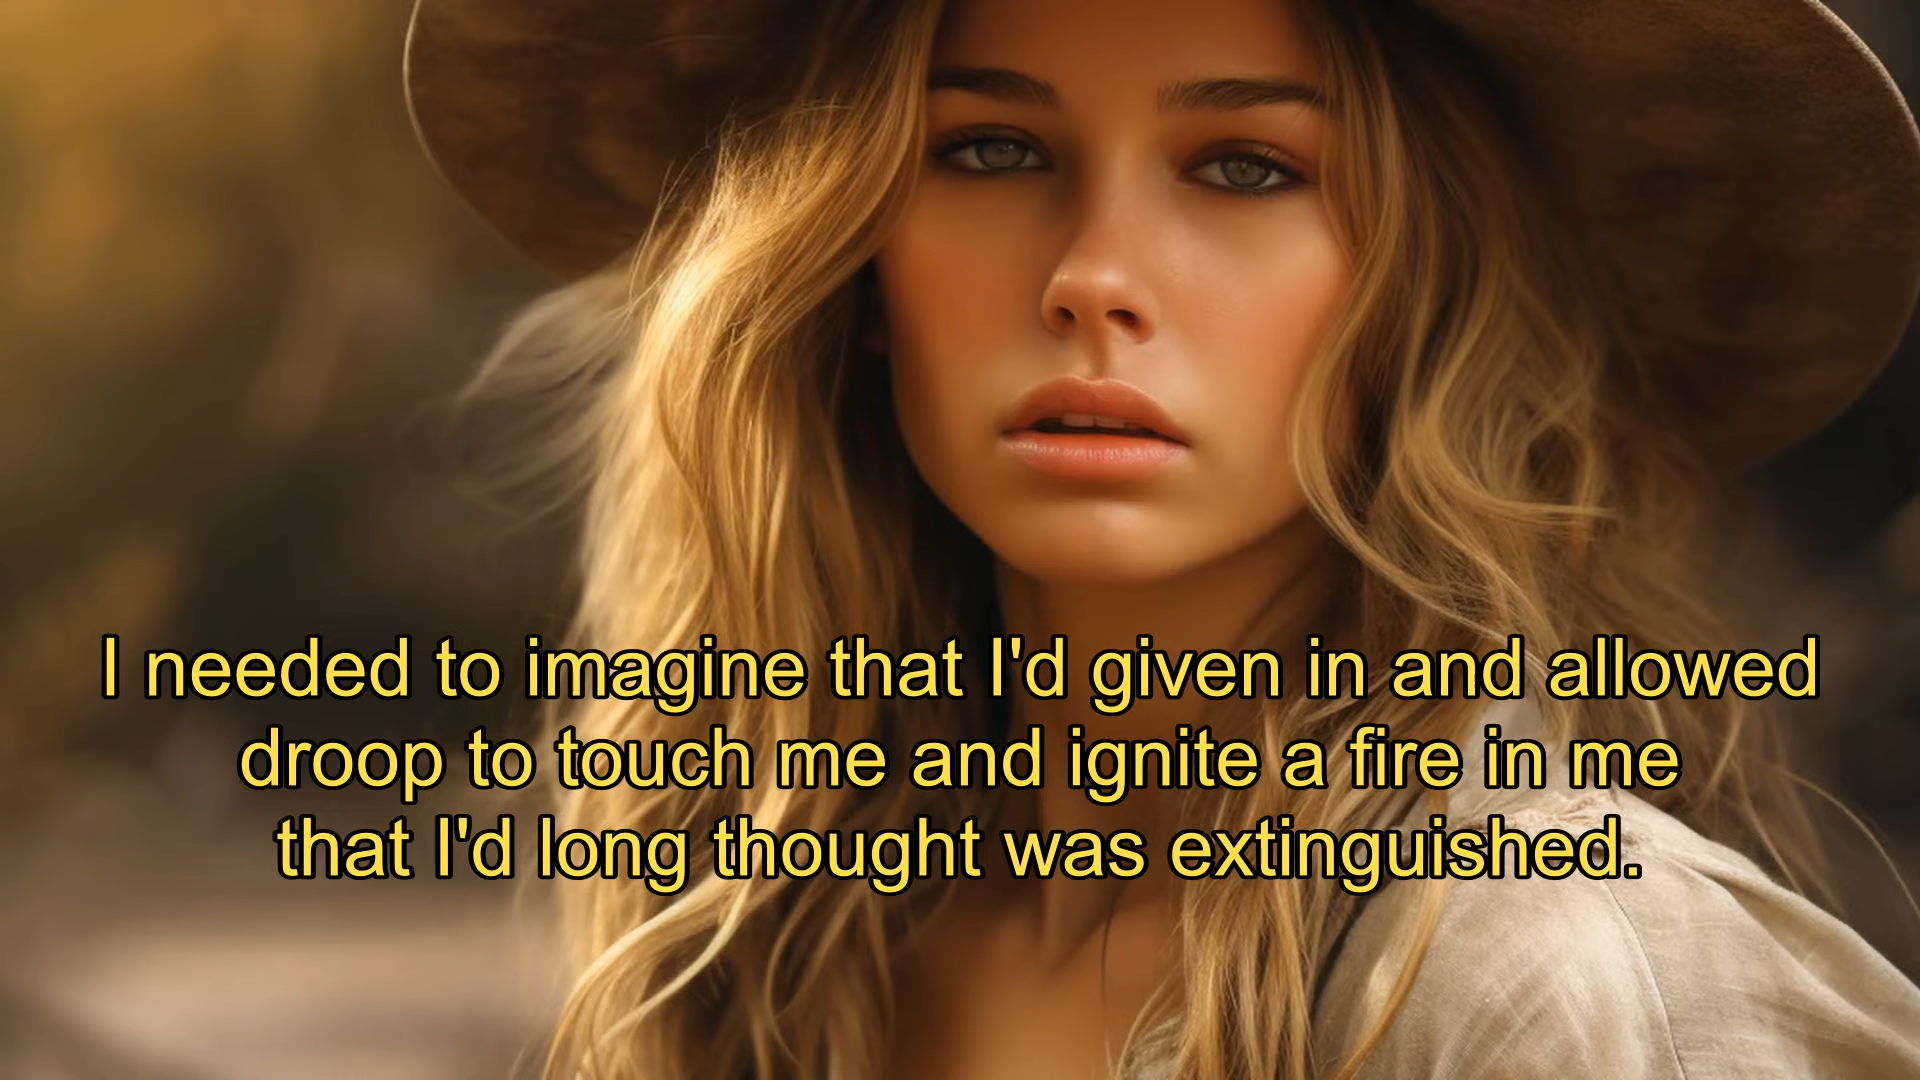 I needed to imagine that I'd given in and allowed
droop to touch me and ignite a fire in me
that I'd long thought was extinguished.